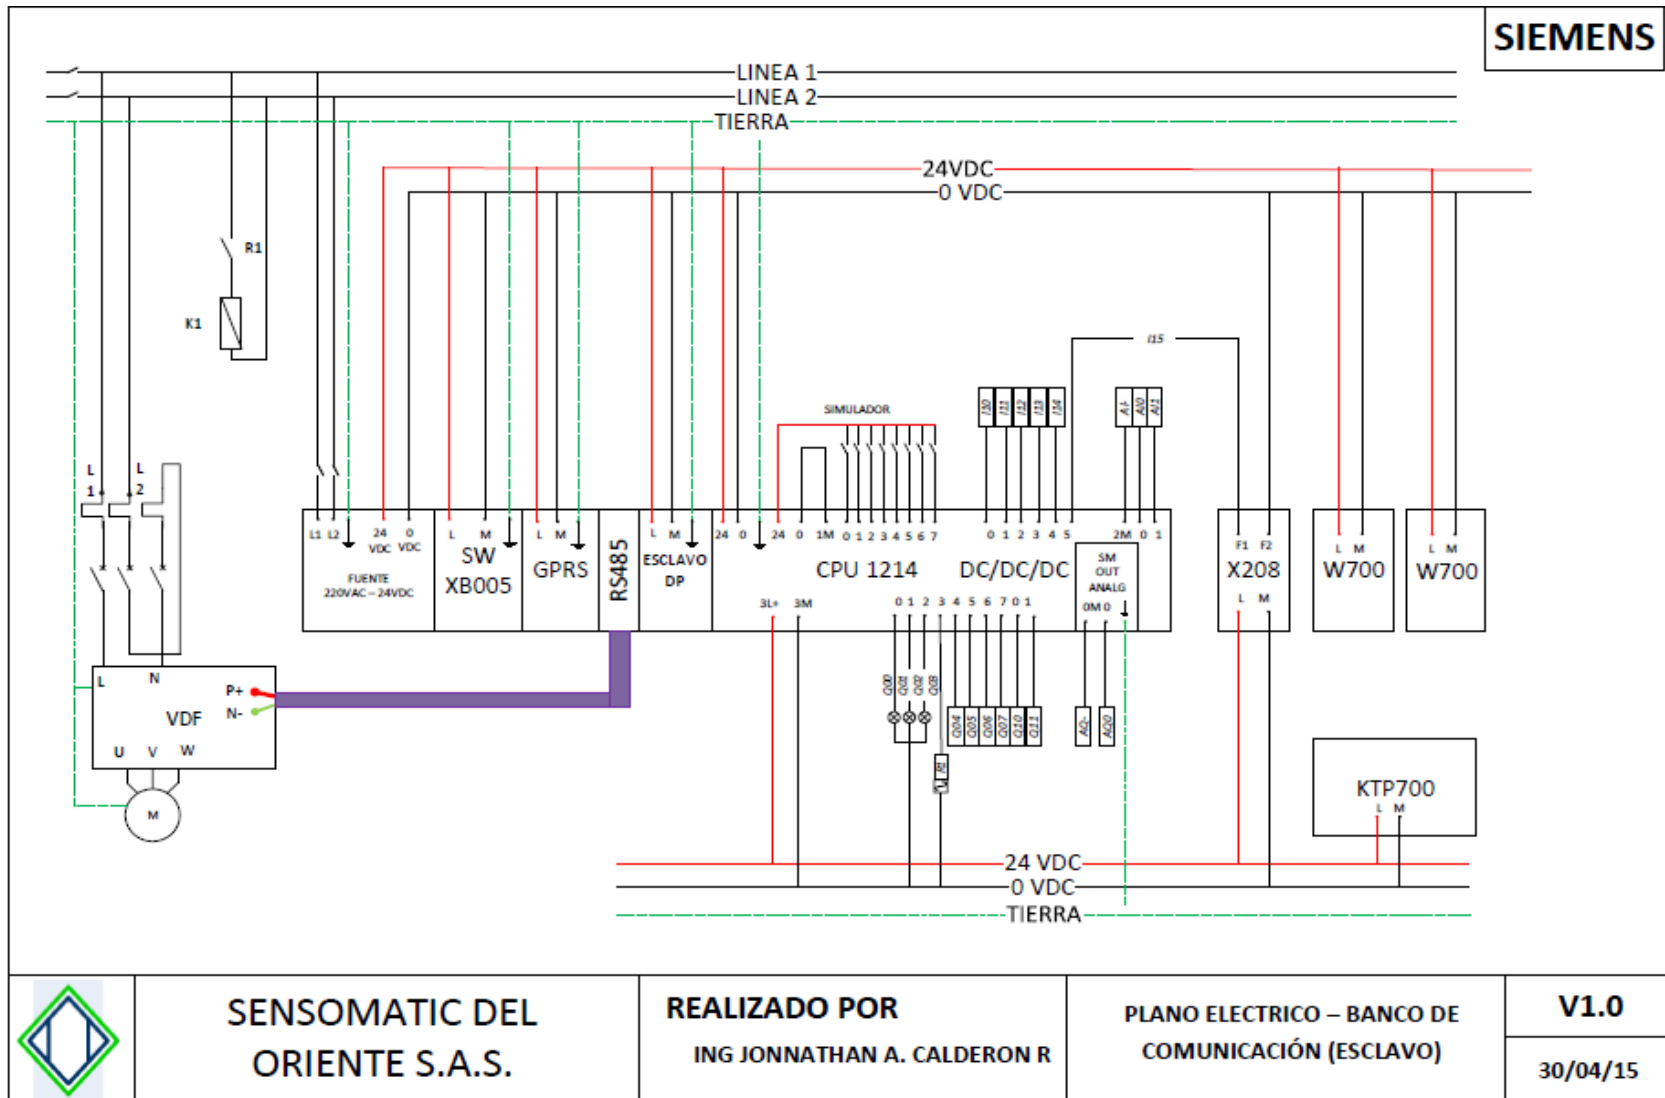 SIEMENS
LINEA 1
LINEA 2
TIERRA
24VDC
0 VDC
R1
K1
I15
SIMULADOR
I10 I11 I12 I13 I14
AI- AI0 AI1
L 1
L 2
L1 L2
24 VDC
0 VDC
FUENTE
220VAC – 24VDC
L M
SW
XB005
L M
GPRS
RS485
L M
ESCLAVO
DP
24 0
24 0 1M 0 1 2 3 4 5 6 7
0 1 2 3 4 5
2M 0 1
CPU 1214
DC/DC/DC
SM
OUT
ANALG
0M 0
3L+ 3M
0 1 2 3 4 5 6 7 0 1
F1 F2
X208
L M
L M
W700
L M
W700
L N
P+
N-
VDF
U V W
M
Q00 Q01 Q02 Q03
Q04 Q05 Q06 Q07 Q10 Q11
AQ- AQ0
R1
KTP700
L M
24 VDC
0 VDC
TIERRA
SENSOMATIC DEL
ORIENTE S.A.S.
REALIZADO POR
ING JONNATHAN A. CALDERON R
PLANO ELECTRICO – BANCO DE
COMUNICACIÓN (ESCLAVO)
V1.0
30/04/15